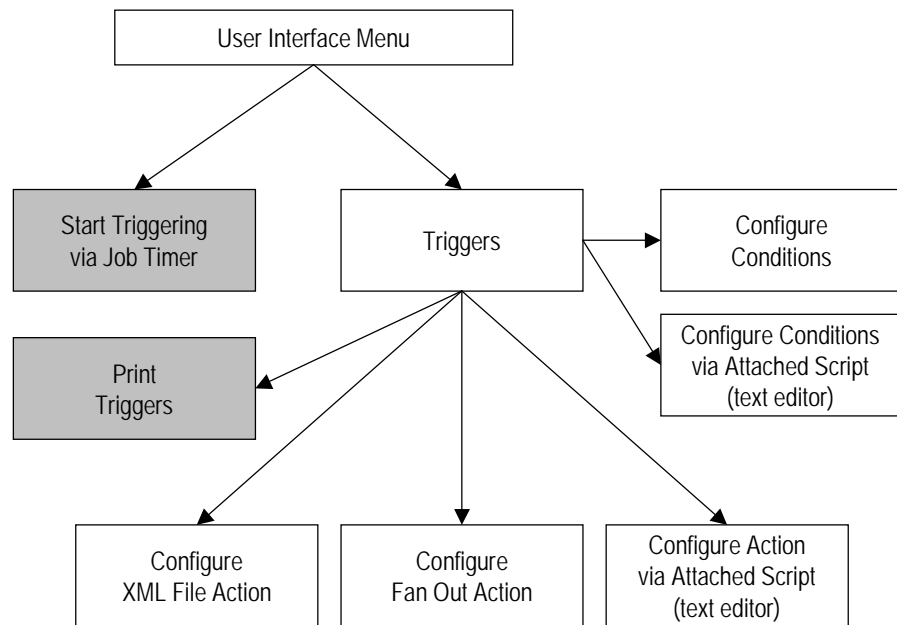 User Interface Menu
Start Triggering
via Job Timer
Triggers
Configure
Conditions
Print
Triggers
Configure Conditions
via Attached Script
(text editor)
Configure
XML File Action
Configure
Fan Out Action
Configure Action
via Attached Script
(text editor)